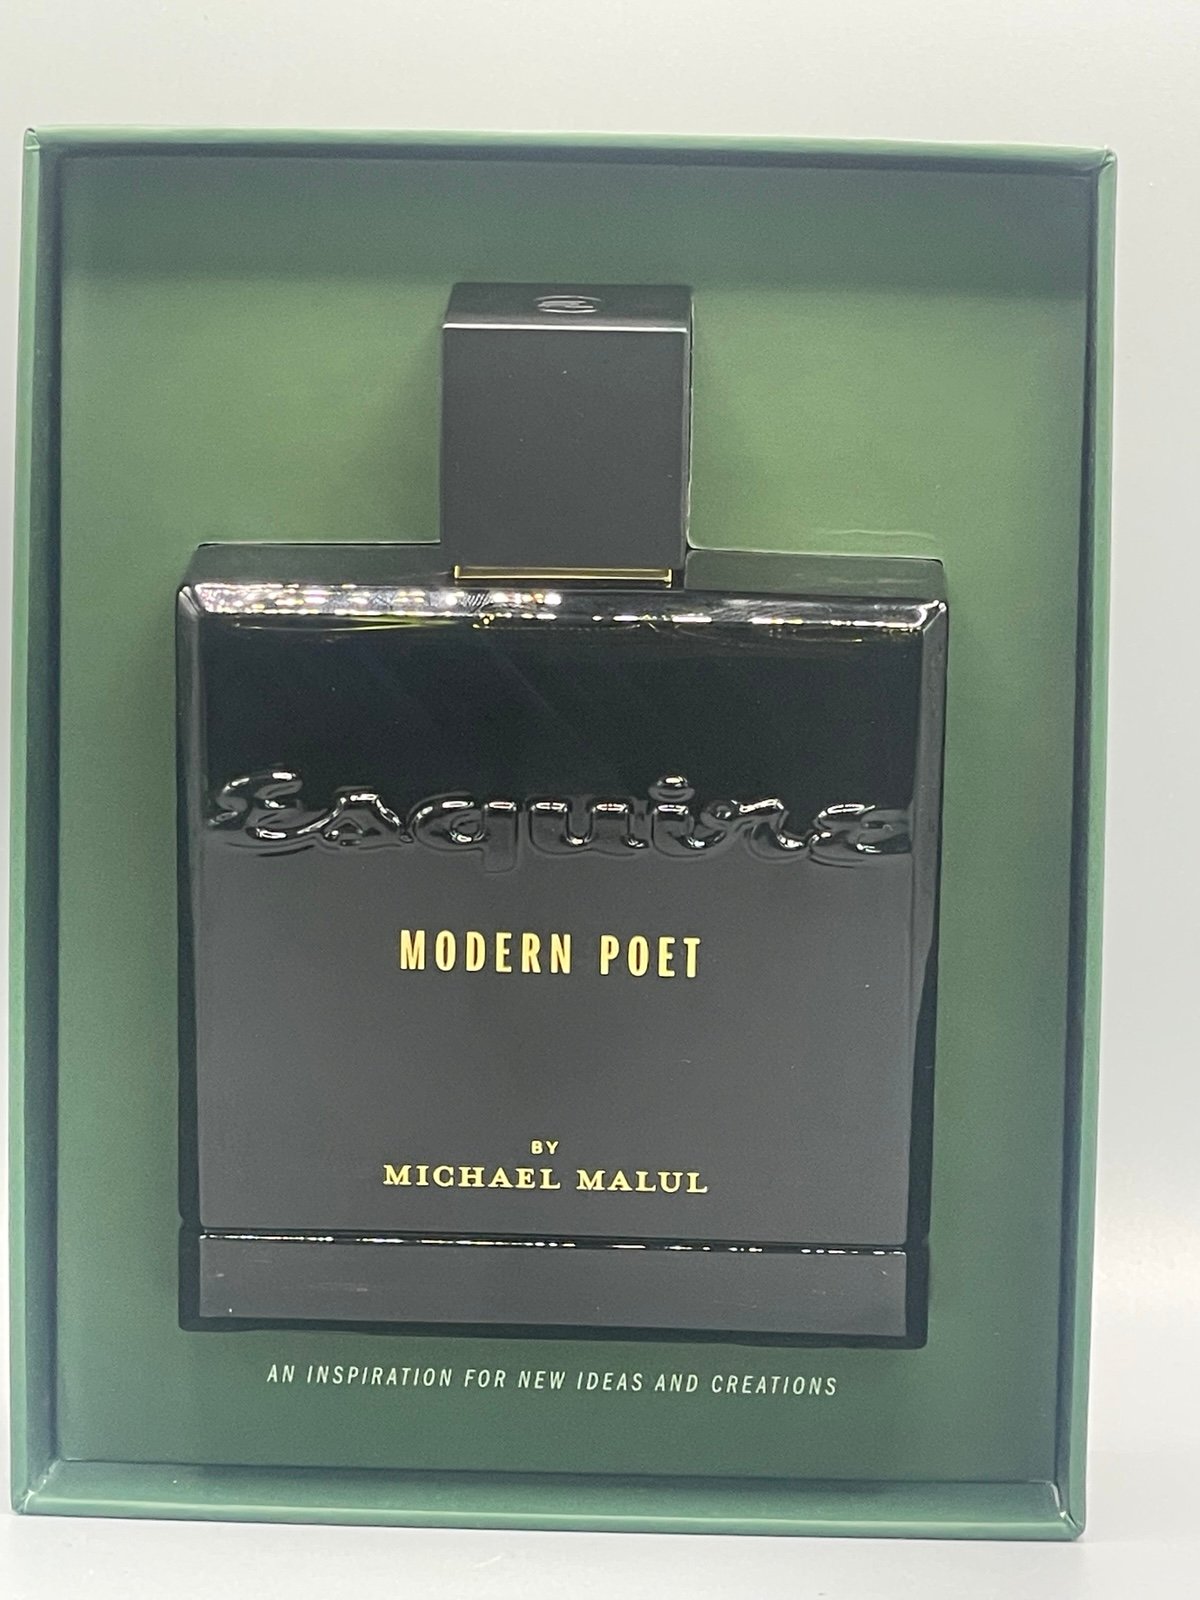 Esquire
MODERN POET
BY
MICHAEL MALUL
AN INSPIRATION FOR NEW IDEAS AND CREATIONS